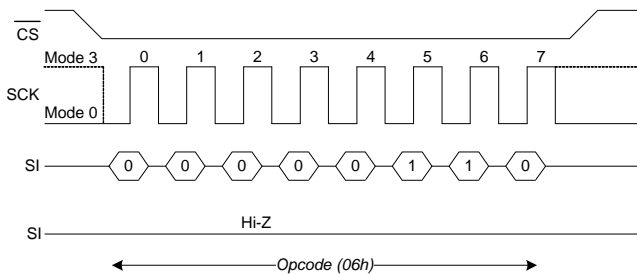 CS
Mode 3 0 1 2 3 4 5 6 7
SCK
Mode 0
SI 0 0 0 0 0 1 1 0
Hi-Z
SI
Opcode (06h)